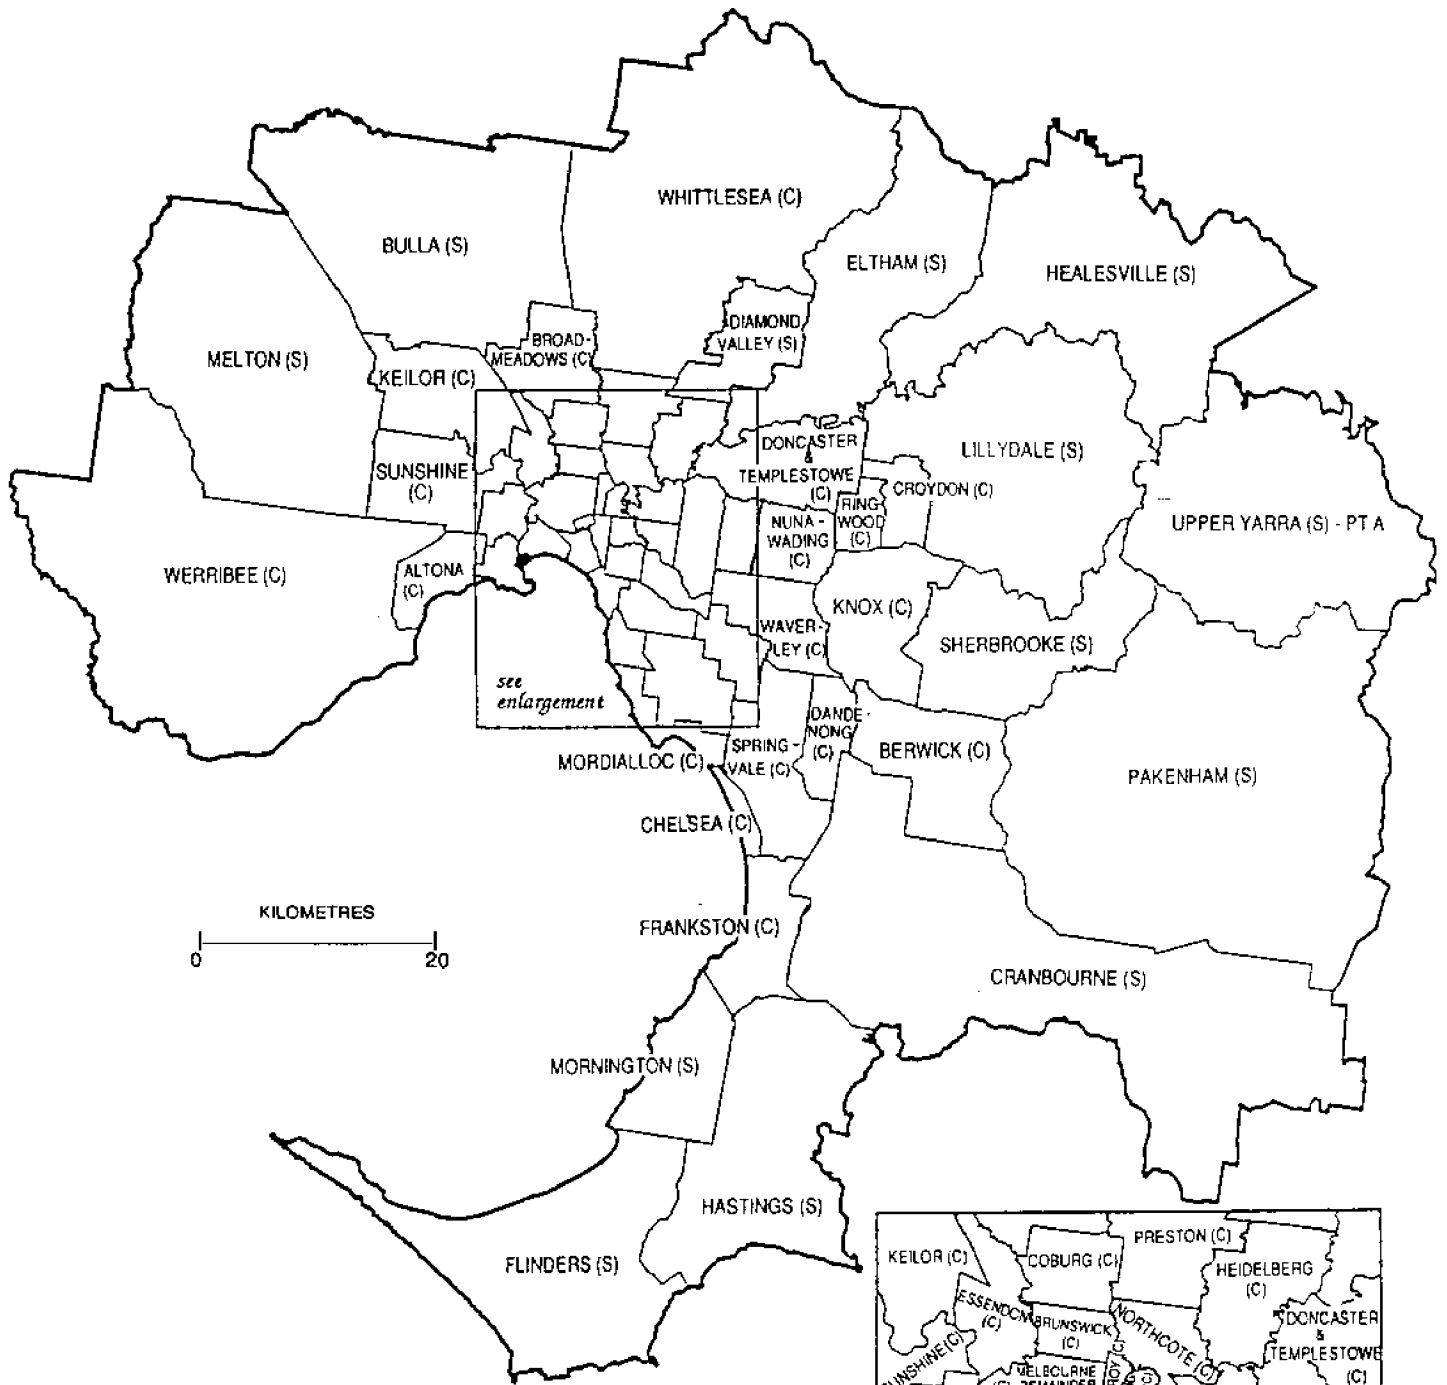 WHITTLESEA (C)
BULLA (S)
ELTHAM (S)
HEALESVILLE (S)
DIAMOND
VALLEY (S)
BROAD-
MEADOWS (C)
MELTON (S)
KEILOR (C)
DONCASTER
&
TEMPLESTOWE
(C)
LILLYDALE (S)
SUNSHINE
(C)
CROYDON (C)
RING
WOOD
(C)
NUNA -
WADING
(C)
UPPER YARRA (S) - PT A
WERRIBEE (C)
ALTONA
(C)
KNOX (C)
WAVER-
LEY (C)
SHERBROOKE (S)
see
enlargement
DANDE -
NONG
(C)
MORDIALLOC (C)
SPRING -
VALE (C)
BERWICK (C)
PAKENHAM (S)
CHELSEA (C)
KILOMETRES
0
20
FRANKSTON (C)
CRANBOURNE (S)
MORNINGTON (S)
HASTINGS (S)
FLINDERS (S)
KEILOR (C)
COBURG (C)
PRESTON (C)
HEIDELBERG
(C)
ESSENDON
(C)
BRUNSWICK
(C)
NORTHCOTE (C)
DONCASTER
&
TEMPLESTOWE
(C)
UNSHINE (C)